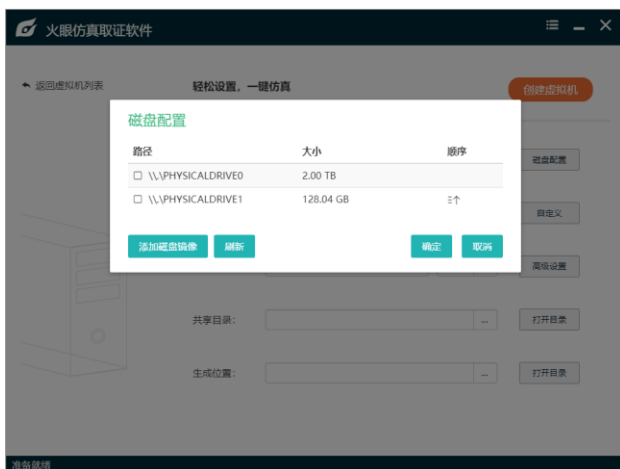 火眼仿真取证软件
返回虚拟机列表
轻松设置，一键仿真
创建虚拟机
磁盘配置
路径 大小 顺序
\\.\PHYSICALDRIVE0 2.00 TB
\\.\PHYSICALDRIVE1 128.04 GB
添加磁盘镜像 刷新 确定 取消
磁盘配置
自定义
高级设置
共享目录： ... 打开目录
生成位置： ... 打开目录
准备就绪